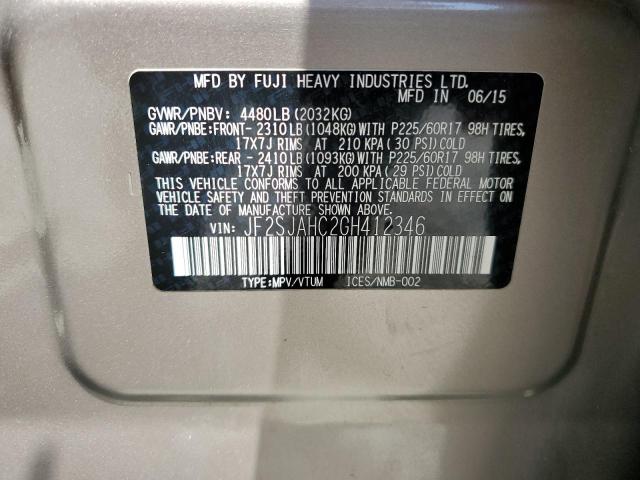 MFD BY FUJI HEAVY INDUSTRIES LTD.
MFD IN 06/15
GVWR/PNBV: 4480LB(2032KG)
GAWR/PNBE:FRONT-2310LB(1048KG)WITH P225/60R17 98H TIRES,
17X7J RIMS AT 210 KPA(30 PSI)COLD
GAWR/PNBE:REAR -2410LB(1093KG)WITH P225/60R17 98H TIRES,
17X7J RIMS AT 200 KPA(29 PSI)COLD
THIS VEHICLE CONFORMS TO ALL APPLICABLE FEDERAL MOTOR
VEHICLE SAFETY AND THEFT PREVENTION STANDARDS IN EFFECT ON
THE DATE OF MANUFACTURE SHOWN ABOVE.
VIN: JF2SJAHC2GH412346
TYPE:MPV/VTUM ICES/NMB-002